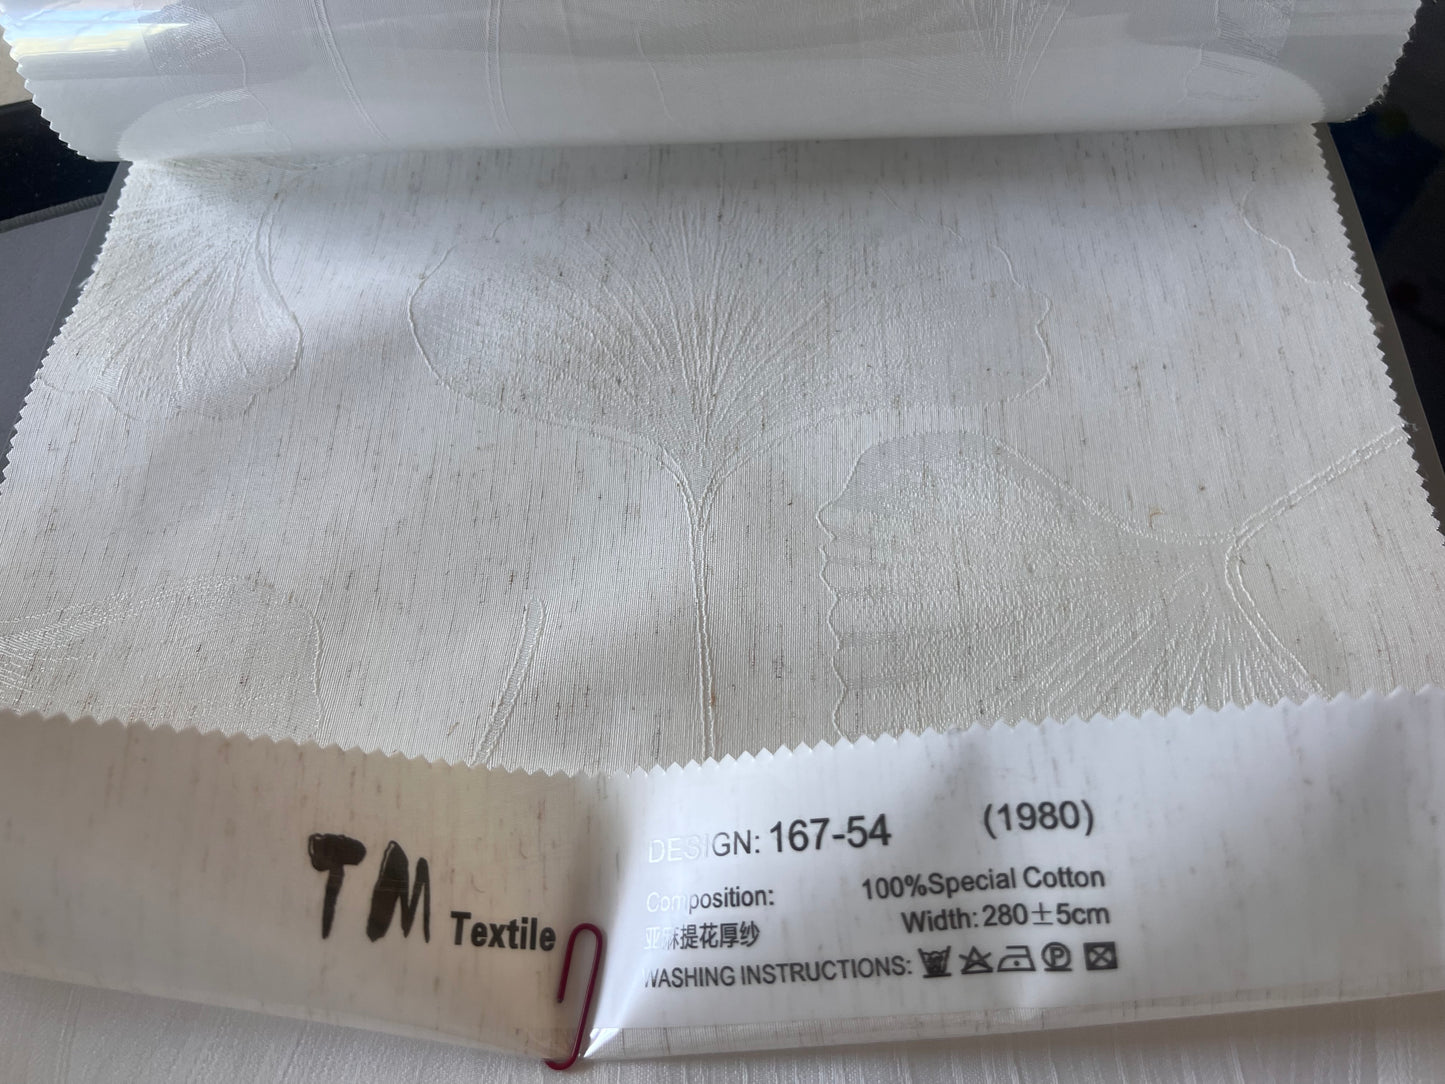 TM Textile
DESIGN: 167-54 (1980)
Composition: 100%Special Cotton
亚麻提花厚纱 Width: 280±5cm
WASHING INSTRUCTIONS:
P